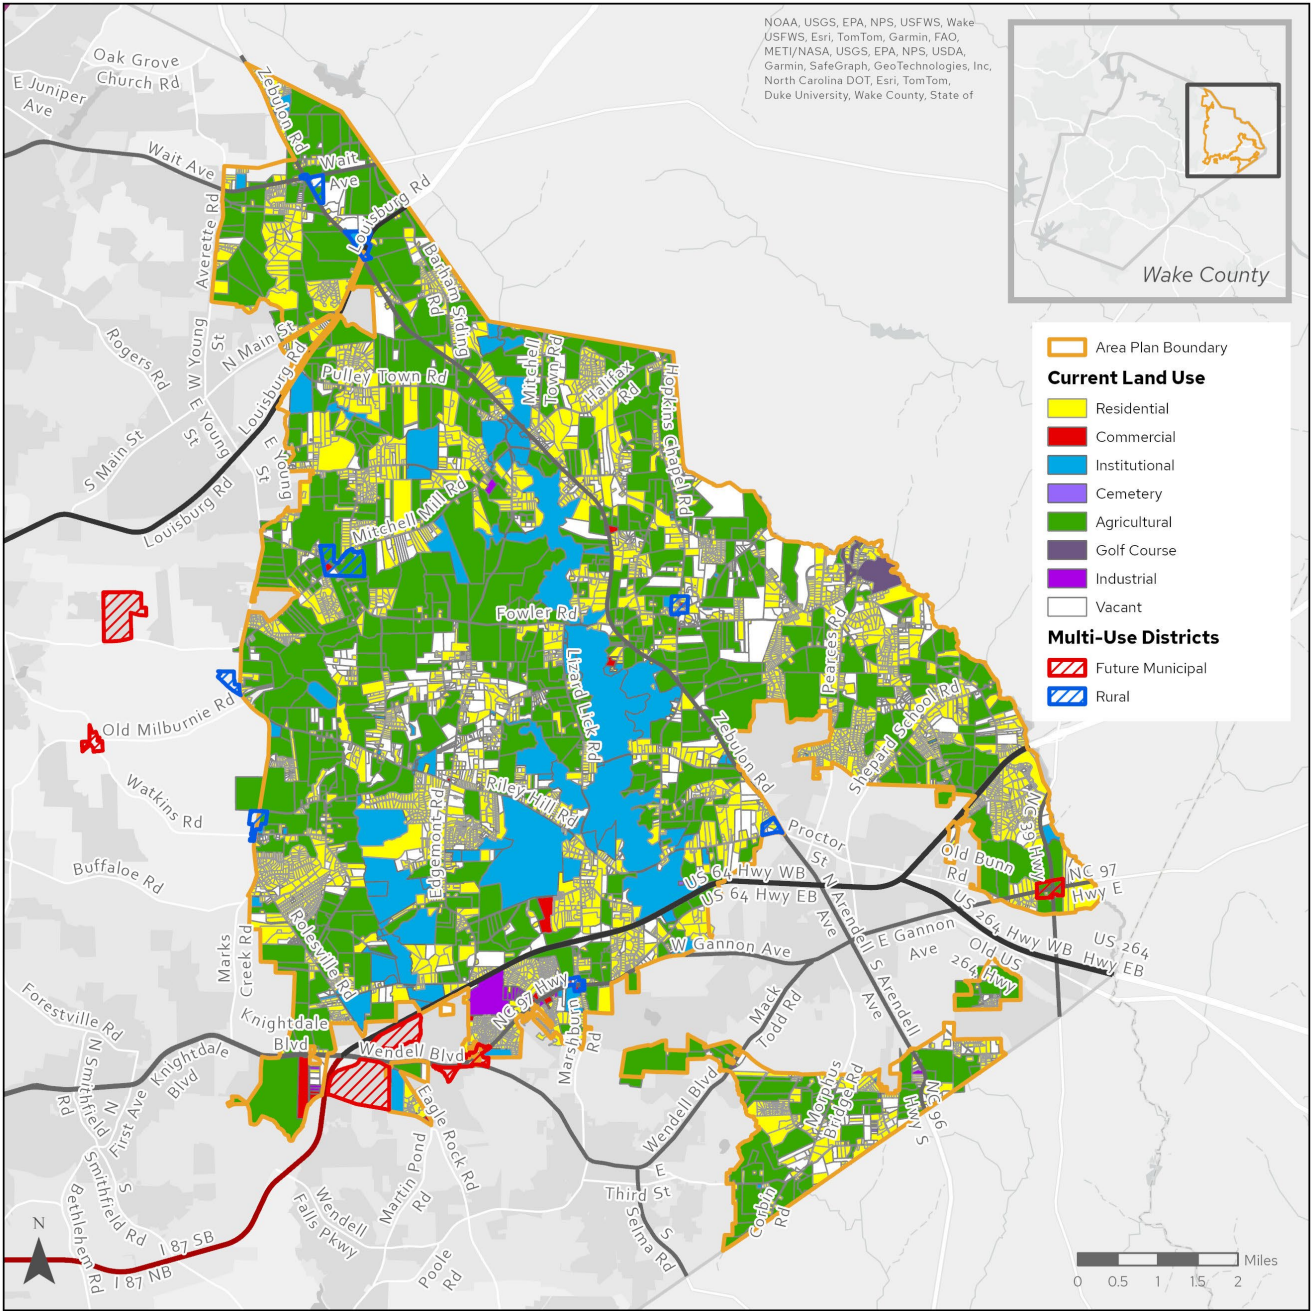 NOAA, USGS, EPA, NPS, USFWS, Wake
USFWS, Esri, TomTom, Garmin, FAO,
METI/NASA, USGS, EPA, NPS, USDA,
Garmin, SafeGraph, GeoTechnologies, Inc,
North Carolina DOT, Esri, TomTom,
Duke University, Wake County, State of
Wake County
Area Plan Boundary
Current Land Use
Residential
Commercial
Institutional
Cemetery
Agricultural
Golf Course
Industrial
Vacant
Multi-Use Districts
Future Municipal
Rural
Oak Grove
Church Rd
E Juniper
Ave
Zebulon Rd
Wait Ave
Wait
Ave
Louisburg Rd
Averette Rd
Barham Siding
Rd
N Main St
W Young
St
Rogers Rd
Louisburg Rd
Pulley Town Rd
Mitchell
Town Rd
Halifax
Rd
Hopkins Chapel Rd
E Young
St
E Young
St
S Main St
Louisburg Rd
Mitchell Mill Rd
Fowler Rd
Lizard Lick Rd
Pearces Rd
Old Milburnie Rd
Shepard School Rd
Zebulon Rd
Watkins Rd
Riley Hill Rd
Edgemont Rd
Proctor
St
NC 39 Hwy
Old Bunn
Rd
Buffaloe Rd
US 64 Hwy WB
US 64 Hwy EB
NC 97
Hwy E
N Arendell
Ave
E Gannon
Ave
US 264 Hwy WB
US 264
Hwy EB
Old US
264 Hwy
W Gannon Ave
Rolesville Rd
Marks
Creek Rd
S Arendell
Ave
Mack
Todd Rd
NC 97 Hwy
Marshburn
Rd
Forestville Rd
Knightdale
Blvd
Knightdale
Blvd
Wendell Blvd
N Smithfield
Rd
N
First Ave
Eagle Rock Rd
Wendell Blvd
Morphus
Bridge Rd
NC 96
Hwy S
S
Smithfield Rd
Bethlehem Rd
Martin Pond
Rd
Wendell
Falls Pkwy
E
Third St
S
Selma Rd
Corbin
Rd
Poole
Rd
I 87 SB
I 87 NB
N
Miles
0 0.5 1 1.5 2